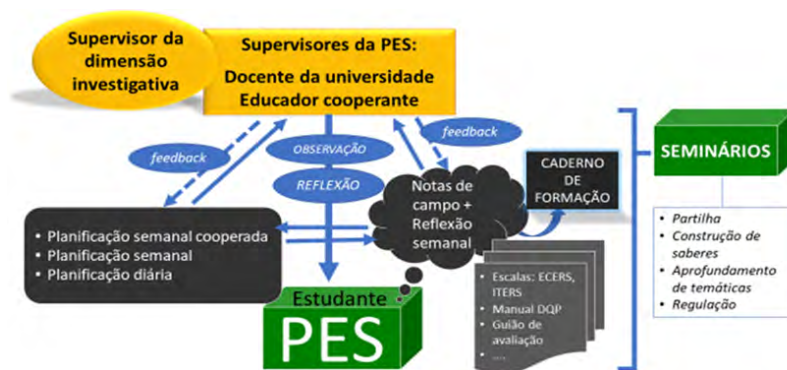 Supervisor da
dimensão
investigativa
Supervisores da PES:
Docente da universidade
Educador cooperante
feedback
OBSERVAÇÃO
REFLEXÃO
feedback
Notas de
campo +
Reflexão
semanal
CADERNO
DE
FORMAÇÃO
SEMINÁRIOS
• Partilha
• Construção de
saberes
• Aprofundamento
de temáticas
• Regulação
• Planificação semanal cooperada
• Planificação semanal
• Planificação diária
• Escalas: ECERS,
ITERS
• Manual DQP
• Guião de
avaliação
• ....
Estudante
PES